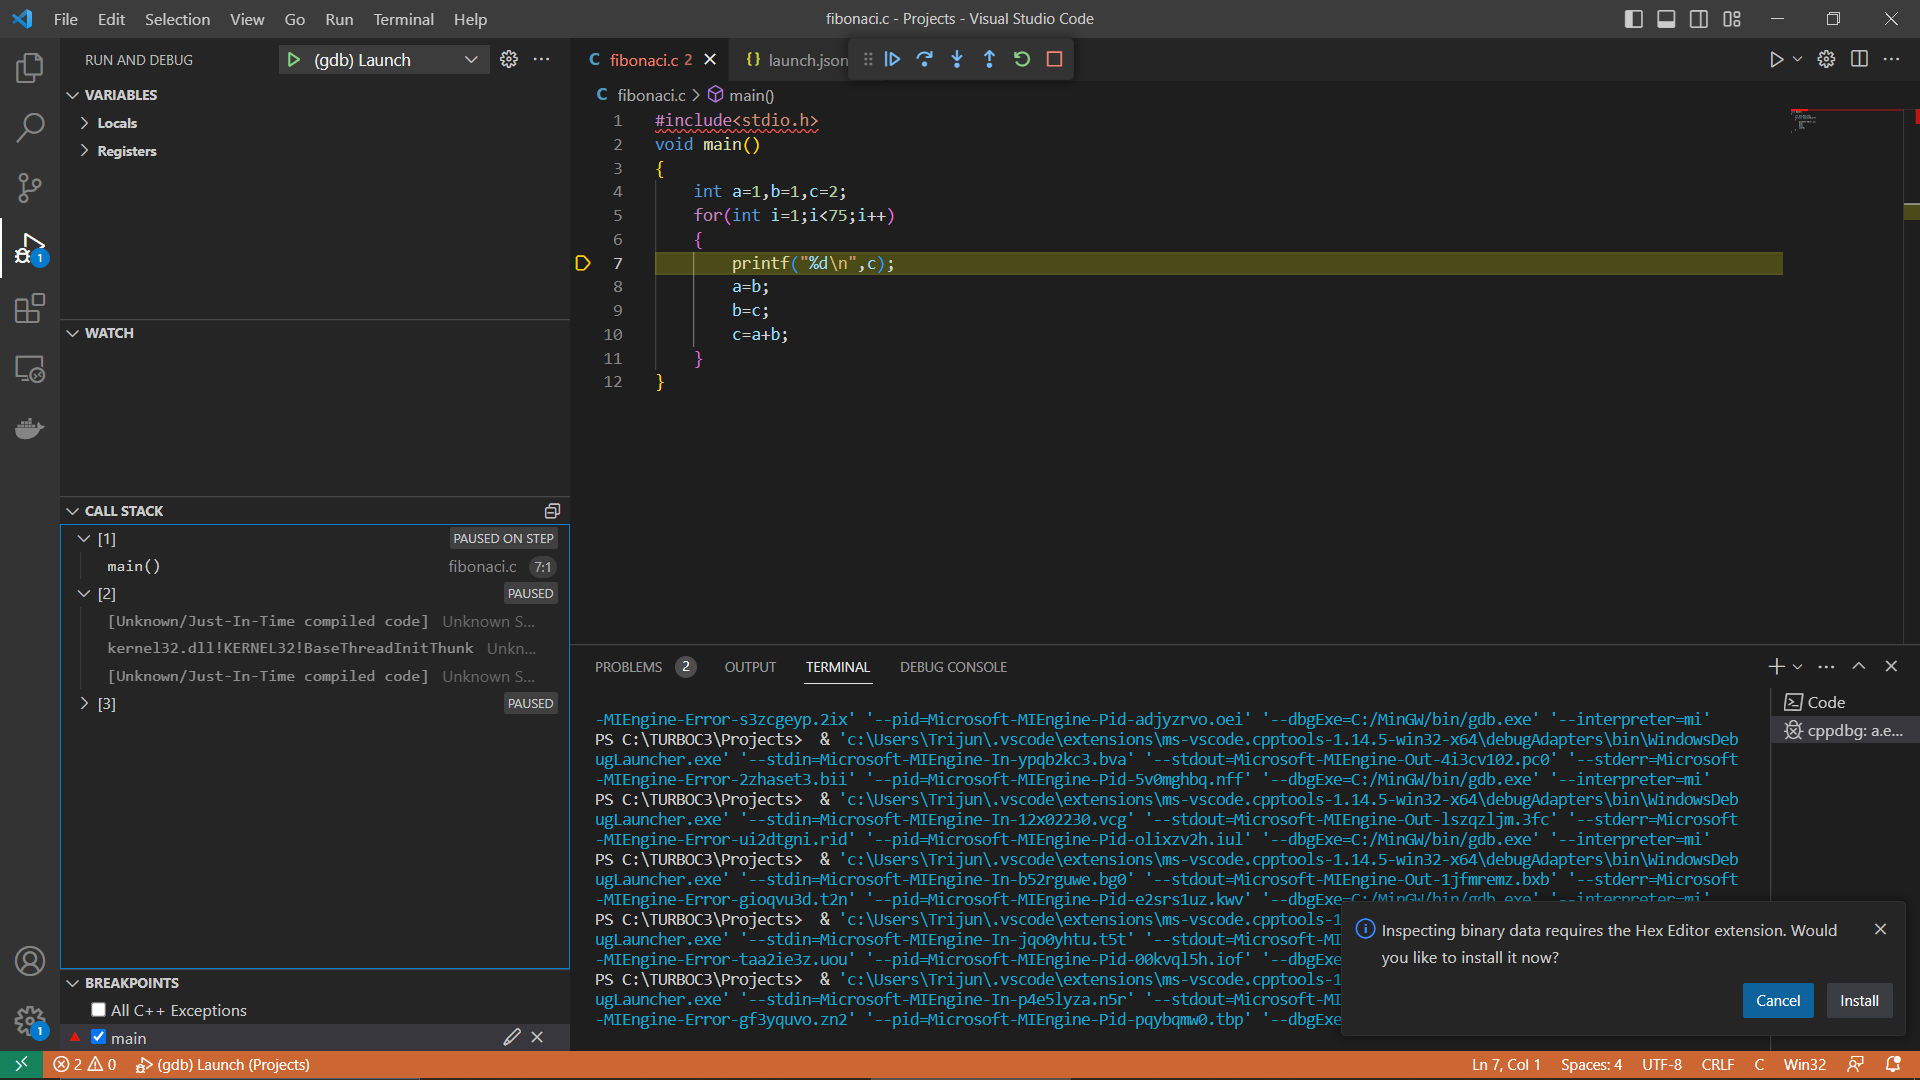 File Edit Selection View Go Run Terminal Help
fibonaci.c - Projects - Visual Studio Code
RUN AND DEBUG
(gdb) Launch
VARIABLES
Locals
Registers
WATCH
CALL STACK
[1] PAUSED ON STEP
main() fibonaci.c 7:1
[2] PAUSED
[Unknown/Just-In-Time compiled code] Unknown S...
kernel32.dll!KERNEL32!BaseThreadInitThunk Unkn...
[Unknown/Just-In-Time compiled code] Unknown S...
[3] PAUSED
BREAKPOINTS
All C++ Exceptions
main
C fibonaci.c 2
{} launch.json
C fibonaci.c > main()
1 #include<stdio.h>
2 void main()
3 {
4 int a=1,b=1,c=2;
5 for(int i=1;i<75;i++)
6 {
7 printf("%d\n",c);
8 a=b;
9 b=c;
10 c=a+b;
11 }
12 }
PROBLEMS 2 OUTPUT TERMINAL DEBUG CONSOLE
-MIEngine-Error-s3zcgeyp.2ix' '--pid=Microsoft-MIEngine-Pid-adjyzrvo.oei' '--dbgExe=C:/MinGW/bin/gdb.exe' '--interpreter=mi'
PS C:\TURBOC3\Projects> & 'c:\Users\Trijun\.vscode\extensions\ms-vscode.cpptools-1.14.5-win32-x64\debugAdapters\bin\WindowsDeb
ugLauncher.exe' '--stdin=Microsoft-MIEngine-In-ypqb2kc3.bva' '--stdout=Microsoft-MIEngine-Out-4i3cv102.pc0' '--stderr=Microsoft
-MIEngine-Error-2zhaset3.bii' '--pid=Microsoft-MIEngine-Pid-5v0mghbq.nff' '--dbgExe=C:/MinGW/bin/gdb.exe' '--interpreter=mi'
PS C:\TURBOC3\Projects> & 'c:\Users\Trijun\.vscode\extensions\ms-vscode.cpptools-1.14.5-win32-x64\debugAdapters\bin\WindowsDeb
ugLauncher.exe' '--stdin=Microsoft-MIEngine-In-12x02230.vcg' '--stdout=Microsoft-MIEngine-Out-lszqzljm.3fc' '--stderr=Microsoft
-MIEngine-Error-ui2dtgni.rid' '--pid=Microsoft-MIEngine-Pid-olixzv2h.iul' '--dbgExe=C:/MinGW/bin/gdb.exe' '--interpreter=mi'
PS C:\TURBOC3\Projects> & 'c:\Users\Trijun\.vscode\extensions\ms-vscode.cpptools-1.14.5-win32-x64\debugAdapters\bin\WindowsDeb
ugLauncher.exe' '--stdin=Microsoft-MIEngine-In-b52rguwe.bg0' '--stdout=Microsoft-MIEngine-Out-1jfmremz.bxb' '--stderr=Microsoft
-MIEngine-Error-gioqvu3d.t2n' '--pid=Microsoft-MIEngine-Pid-e2srs1uz.kwv' '--dbgExe=C:/MinGW/bin/gdb.exe' '--interpreter=mi'
PS C:\TURBOC3\Projects> & 'c:\Users\Trijun\.vscode\extensions\ms-vscode.cpptools-1
ugLauncher.exe' '--stdin=Microsoft-MIEngine-In-jqo0yhtu.t5t' '--stdout=Microsoft-MI
-MIEngine-Error-taa2ie3z.uou' '--pid=Microsoft-MIEngine-Pid-00kvql5h.iof' '--dbgExe
PS C:\TURBOC3\Projects> & 'c:\Users\Trijun\.vscode\extensions\ms-vscode.cpptools-1
ugLauncher.exe' '--stdin=Microsoft-MIEngine-In-p4e5lyza.n5r' '--stdout=Microsoft-MI
-MIEngine-Error-gf3yquvo.zn2' '--pid=Microsoft-MIEngine-Pid-pqybqmw0.tbp' '--dbgExe
Code
cppdbg: a.e...
Inspecting binary data requires the Hex Editor extension. Would
you like to install it now?
Cancel Install
2 0 (gdb) Launch (Projects)
Ln 7, Col 1 Spaces: 4 UTF-8 CRLF C Win32